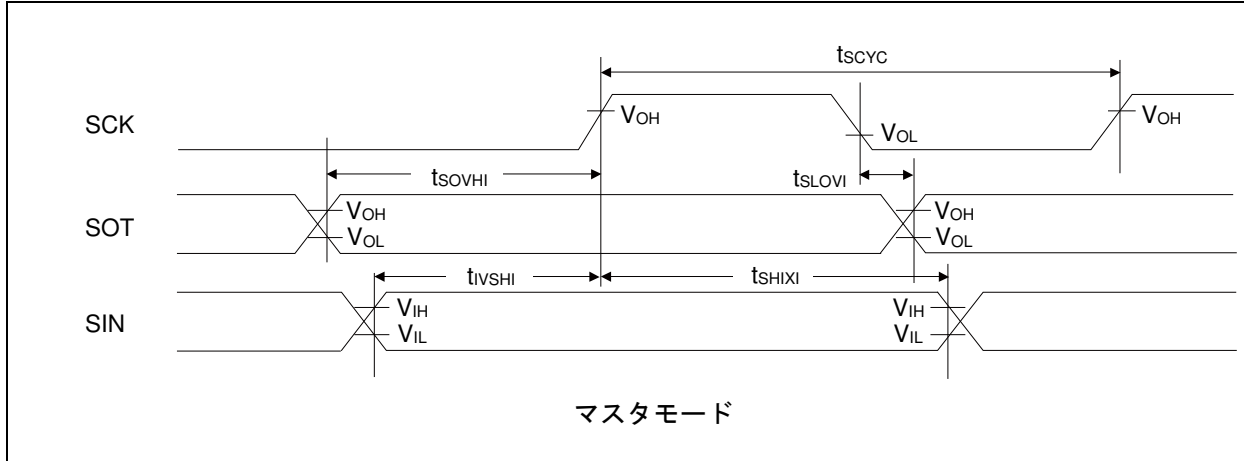 tSCYC
SCK
VOH
VOL
VOH
tSOVHI
tSLOVI
SOT
VOH
VOL
VOH
VOL
tIVSHI
tSHIXI
SIN
VIH
VIL
VIH
VIL
マスタモード